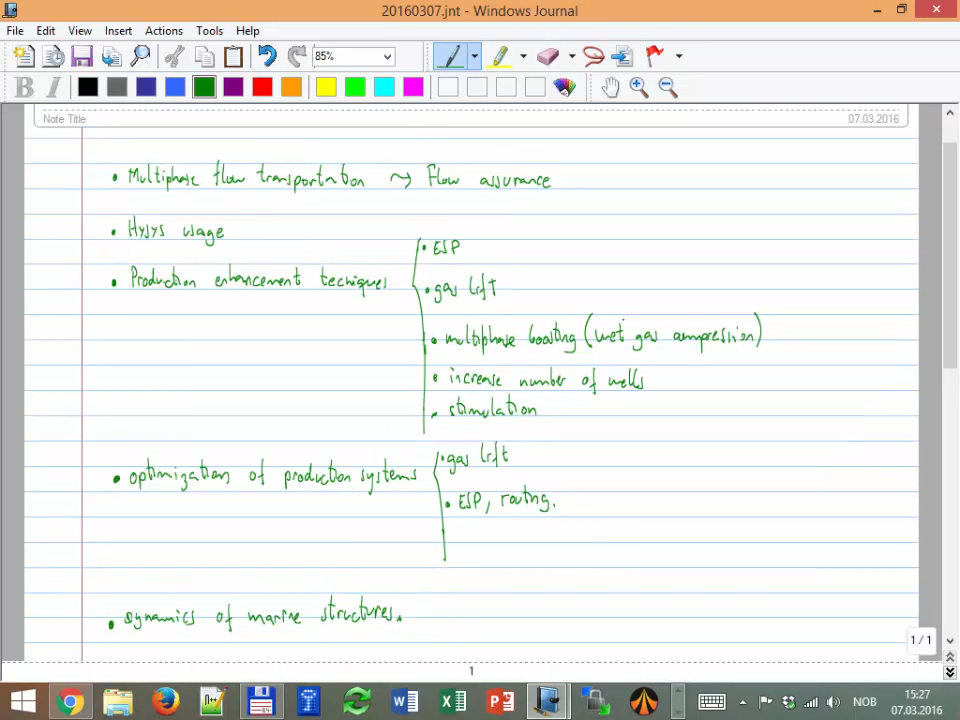 20160307.jnt - Windows Journal
File Edit View Insert Actions Tools Help
85%
B I
Note Title 07.03.2016
• Multiphase flow transportation ⤳ Flow assurance
• Hysys usage
• ESP
• Production enhancement techiques
• gas lift
• multiphase boosting (wet gas compression)
• increase number of wells
• stimulation
• gas lift
• optimization of production systems
• ESP, routing.
• dynamics of marine structures.
1 / 1
1
NOB
15:27
07.03.2016